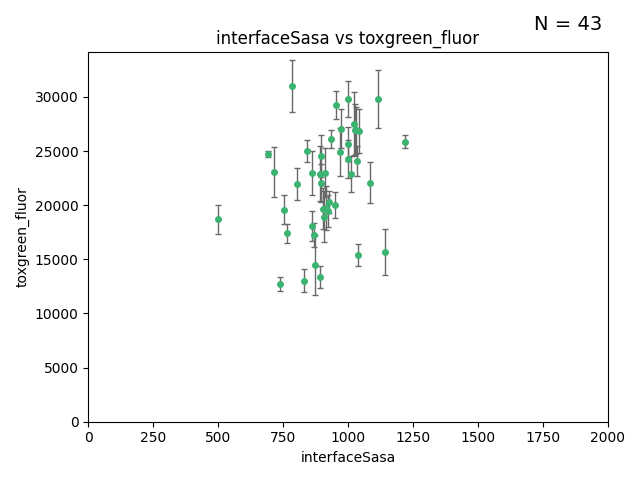 N = 43
interfaceSasa vs toxgreen_fluor
toxgreen_fluor
30000
25000
20000
15000
10000
5000
0
0 250 500 750 1000 1250 1500 1750 2000
interfaceSasa